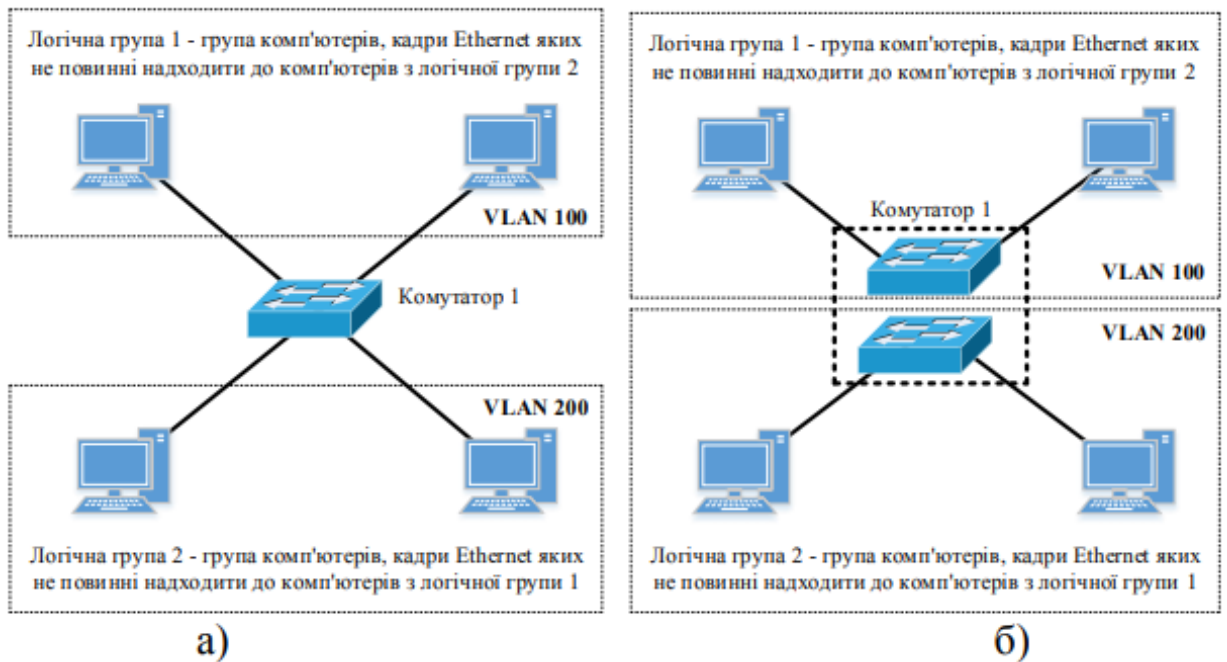 Логічна група 1 - група комп'ютерів, кадри Ethernet яких
не повинні надходити до комп'ютерів з логічної групи 2
VLAN 100
Комутатор 1
VLAN 200
Логічна група 2 - група комп'ютерів, кадри Ethernet яких
не повинні надходити до комп'ютерів з логічної групи 1
а)
Логічна група 1 - група комп'ютерів, кадри Ethernet яких
не повинні надходити до комп'ютерів з логічної групи 2
Комутатор 1
VLAN 100
VLAN 200
Логічна група 2 - група комп'ютерів, кадри Ethernet яких
не повинні надходити до комп'ютерів з логічної групи 1
б)